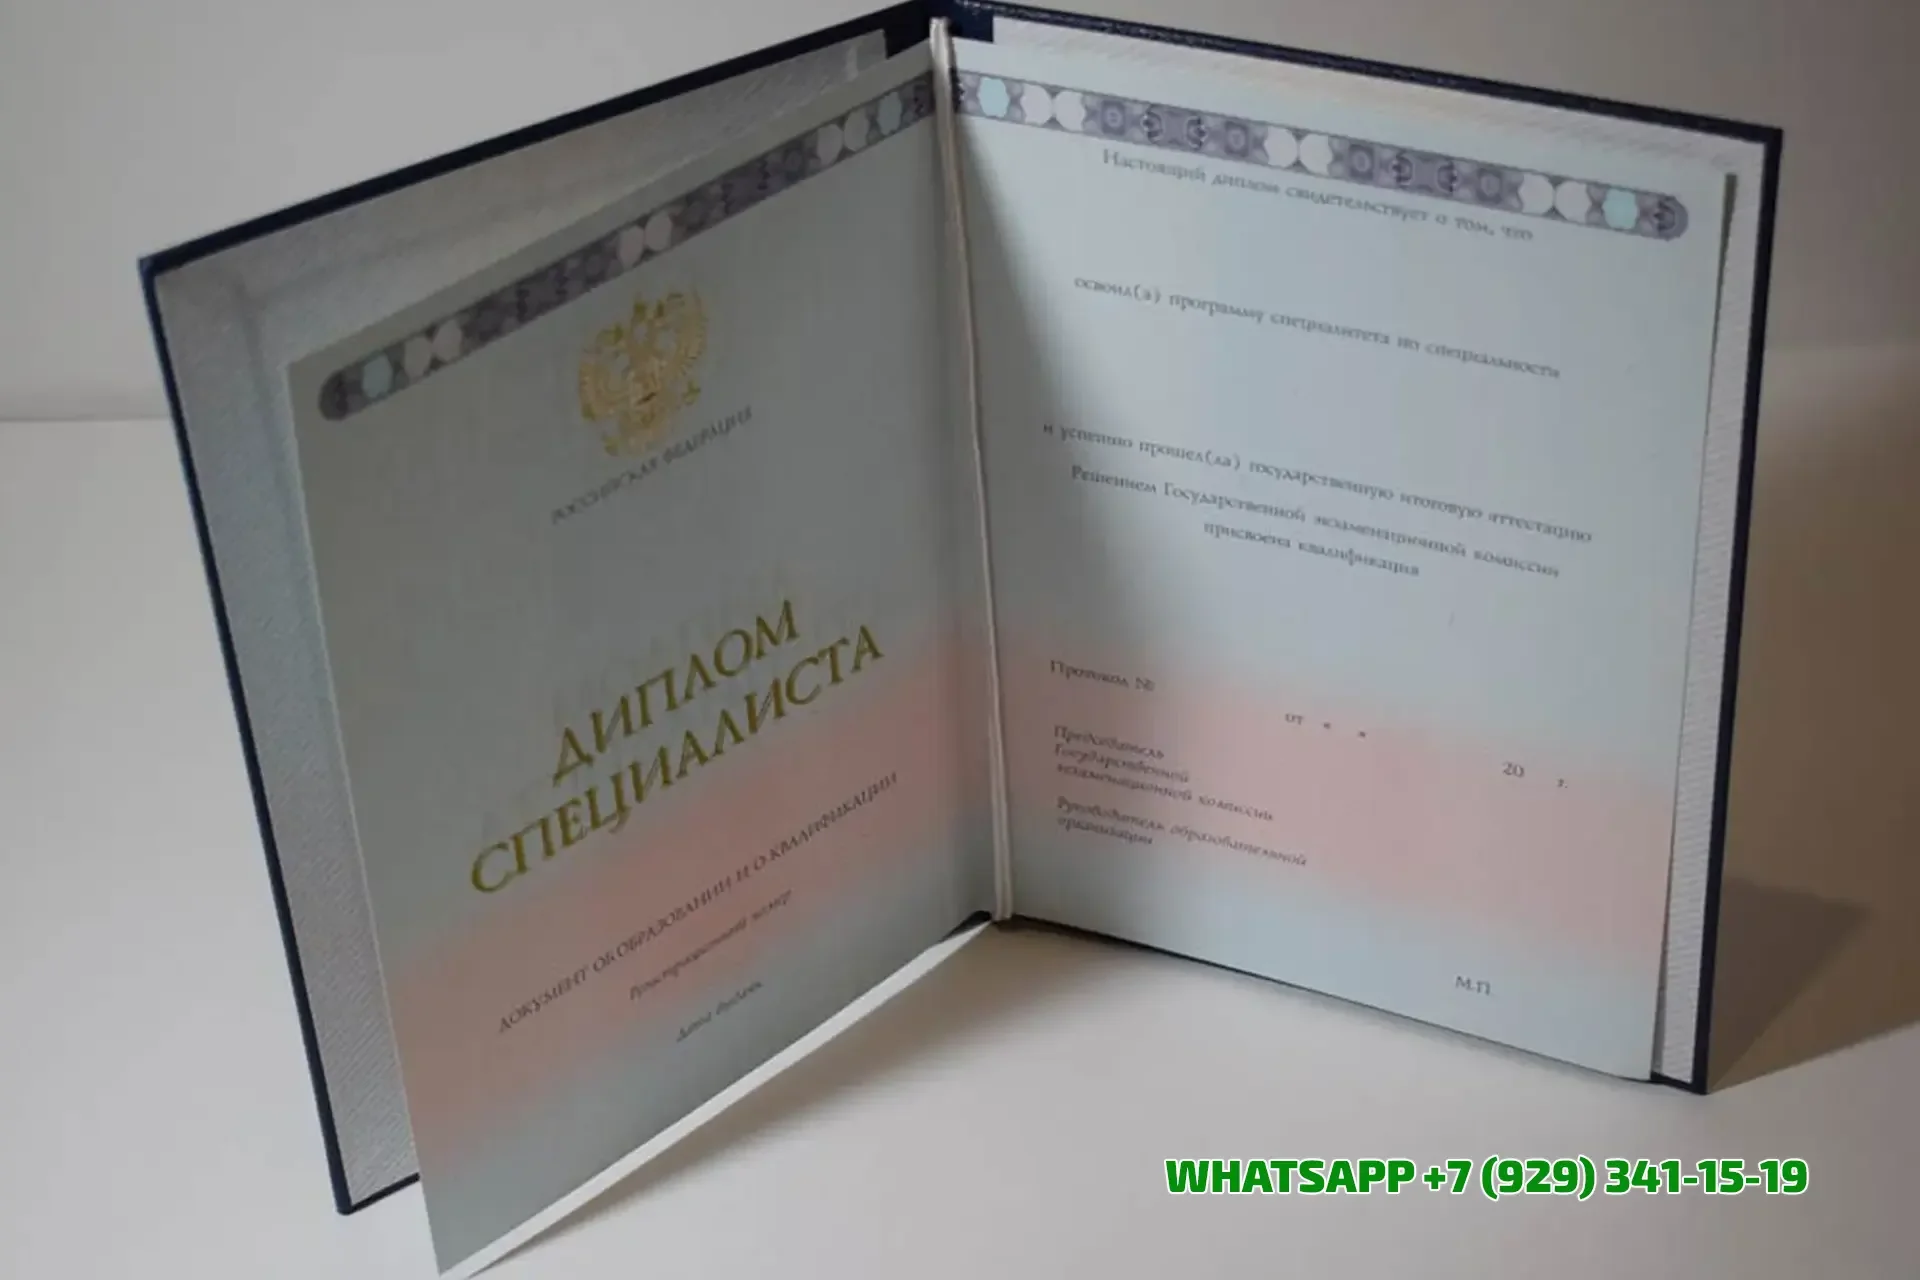 РОССИЙСКАЯ ФЕДЕРАЦИЯ
ДИПЛОМ
СПЕЦИАЛИСТА
ДОКУМЕНТ ОБ ОБРАЗОВАНИИ И О КВАЛИФИКАЦИИ
Регистрационный номер
Дата выдачи
Настоящий диплом свидетельствует о том, что
освоил(а) программу специалитета по специальности
и успешно прошел(ла) государственную итоговую аттестацию
Решением Государственной экзаменационной комиссии
присвоена квалификация
Протокол №
от « » 20 г.
Председатель
Государственной
экзаменационной комиссии
Руководитель образовательной
организации
М.П.
WHATSAPP +7 (929) 341-15-19